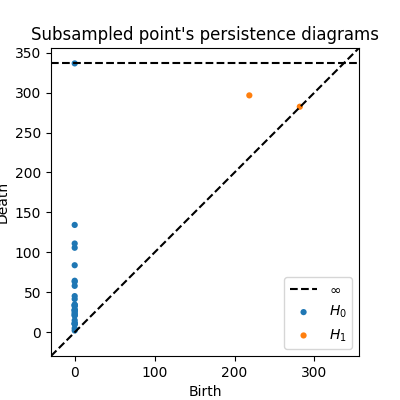 Subsampled point's persistence diagrams
350
300
250
200
150
100
50
0
Death
0 100 200 300
Birth
∞
H₀
H₁